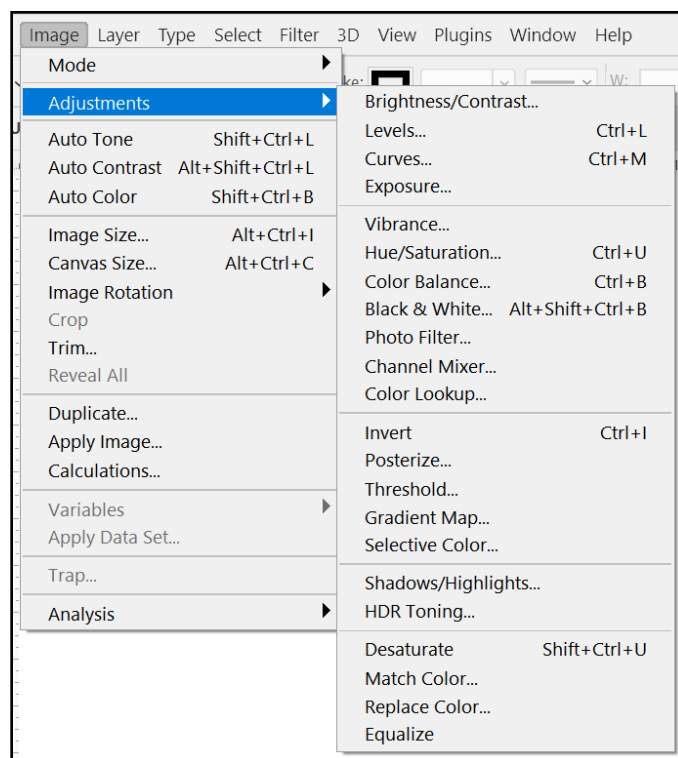 Image Layer Type Select Filter 3D View Plugins Window Help
ke: W:
Mode
Adjustments
Auto Tone Shift+Ctrl+L
Auto Contrast Alt+Shift+Ctrl+L
Auto Color Shift+Ctrl+B
Image Size... Alt+Ctrl+I
Canvas Size... Alt+Ctrl+C
Image Rotation
Crop
Trim...
Reveal All
Duplicate...
Apply Image...
Calculations...
Variables
Apply Data Set...
Trap...
Analysis
Brightness/Contrast...
Levels... Ctrl+L
Curves... Ctrl+M
Exposure...
Vibrance...
Hue/Saturation... Ctrl+U
Color Balance... Ctrl+B
Black & White... Alt+Shift+Ctrl+B
Photo Filter...
Channel Mixer...
Color Lookup...
Invert Ctrl+I
Posterize...
Threshold...
Gradient Map...
Selective Color...
Shadows/Highlights...
HDR Toning...
Desaturate Shift+Ctrl+U
Match Color...
Replace Color...
Equalize